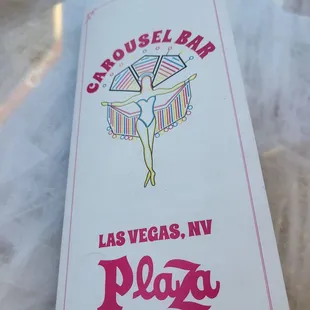 CAROUSEL BAR
LAS VEGAS, NV
Plaza